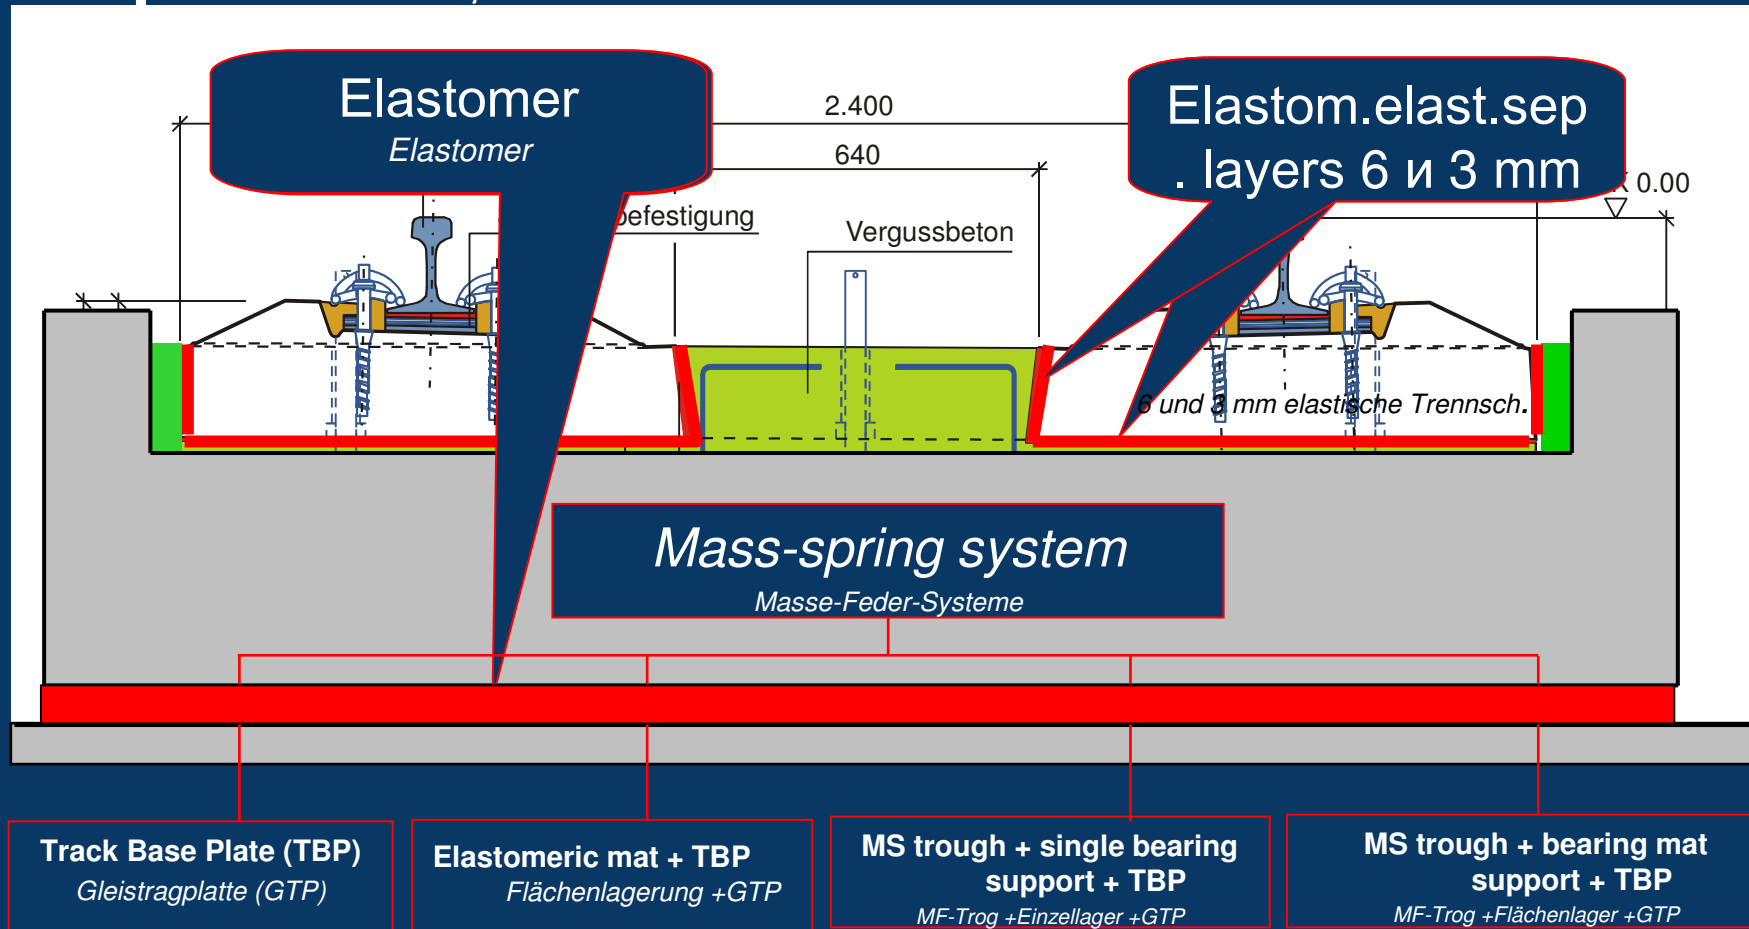 Elastomer
Elastomer
2.400
640
Elastom.elast.sep
. layers 6 и 3 mm
0.00
befestigung
Vergussbeton
6 und 3 mm elastische Trennsch.
Mass-spring system
Masse-Feder-Systeme
Track Base Plate (TBP)
Gleistragplatte (GTP)
Elastomeric mat + TBP
Flächenlagerung +GTP
MS trough + single bearing
support + TBP
MF-Trog +Einzellager +GTP
MS trough + bearing mat
support + TBP
MF-Trog +Flächenlager +GTP